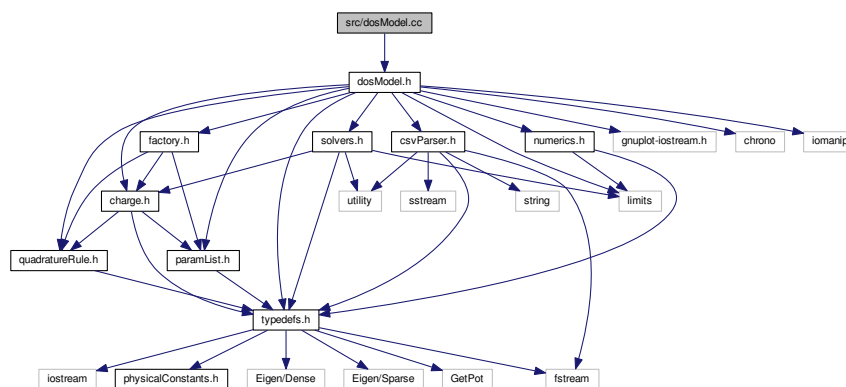 src/dosModel.cc
dosModel.h
factory.h
solvers.h
csvParser.h
numerics.h
gnuplot-iostream.h
chrono
iomanip
charge.h
utility
sstream
string
limits
quadratureRule.h
paramList.h
typedefs.h
iostream
physicalConstants.h
Eigen/Dense
Eigen/Sparse
GetPot
fstream